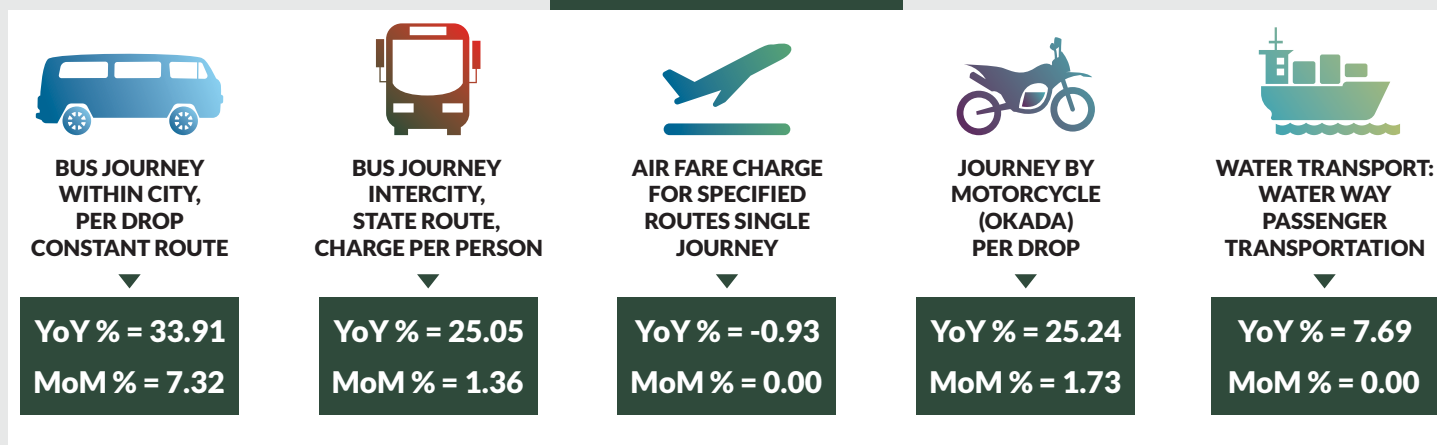 BUS JOURNEY
WITHIN CITY,
PER DROP
CONSTANT ROUTE
YoY % = 33.91
MoM % = 7.32
BUS JOURNEY
INTERCITY,
STATE ROUTE,
CHARGE PER PERSON
YoY % = 25.05
MoM % = 1.36
AIR FARE CHARGE
FOR SPECIFIED
ROUTES SINGLE
JOURNEY
YoY % = -0.93
MoM % = 0.00
JOURNEY BY
MOTORCYCLE
(OKADA)
PER DROP
YoY % = 25.24
MoM % = 1.73
WATER TRANSPORT:
WATER WAY
PASSENGER
TRANSPORTATION
YoY % = 7.69
MoM % = 0.00